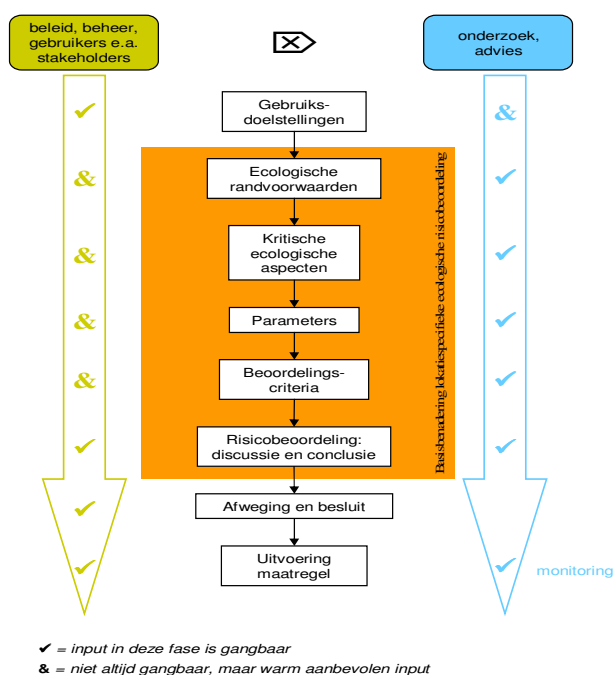 beleid, beheer,
gebruikers e.a.
stakeholders
onderzoek,
advies
✔
Gebruiks-
doelstellingen
&
&
Ecologische
randvoorwaarden
✔
&
Kritische
ecologische
aspecten
✔
&
Parameters
✔
&
Beoordelings-
criteria
✔
✔
Risicobeoordeling:
discussie en conclusie
✔
Basisbenadering lokatiespecifieke ecologische risicobeoordeling
✔
Afweging en besluit
✔
Uitvoering
maatregel
✔ monitoring
✔ = input in deze fase is gangbaar
& = niet altijd gangbaar, maar warm aanbevolen input